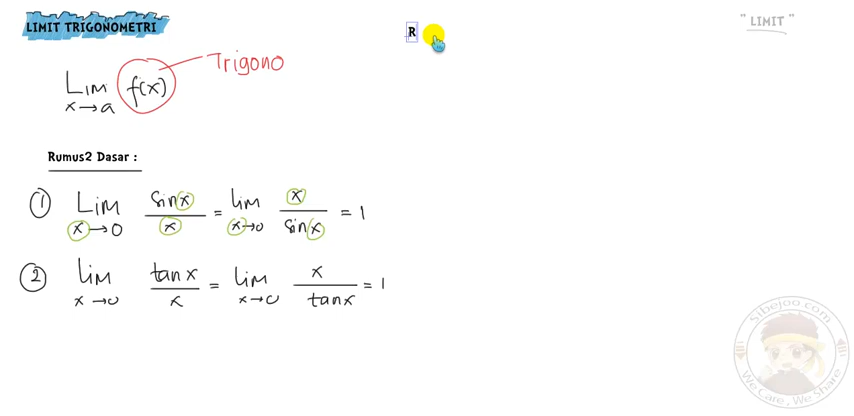 LIMIT TRIGONOMETRI
R
" LIMIT "
Lim x→a f(x)
Trigono
Rumus2 Dasar :
1 Lim x→0 sin x / x = lim x→0 x / sin x = 1
2 lim x→0 tan x / x = lim x→0 x / tan x = 1
Sibejoo.com
We Care, We Share